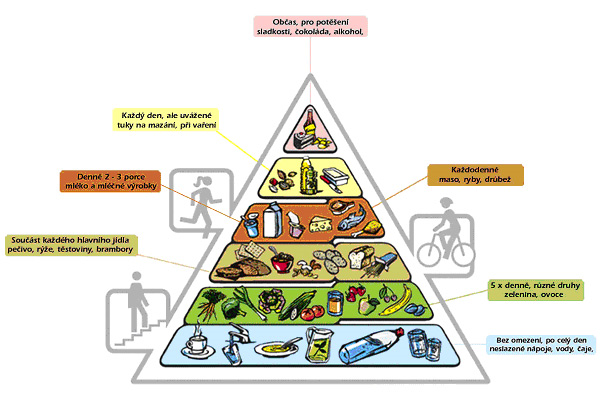 Občas, pro potěšení
sladkosti, čokoláda, alkohol,
Každý den, ale uvážené
tuky na mazání, při vaření
Denně 2 - 3 porce
mléko a mléčné výrobky
Každodenně
maso, ryby, drůbež
Součást každého hlavního jídla
pečivo, rýže, těstoviny, brambory
5 x denně, různé druhy
zelenina, ovoce
Bez omezení, po celý den
neslazené nápoje, vody, čaje,